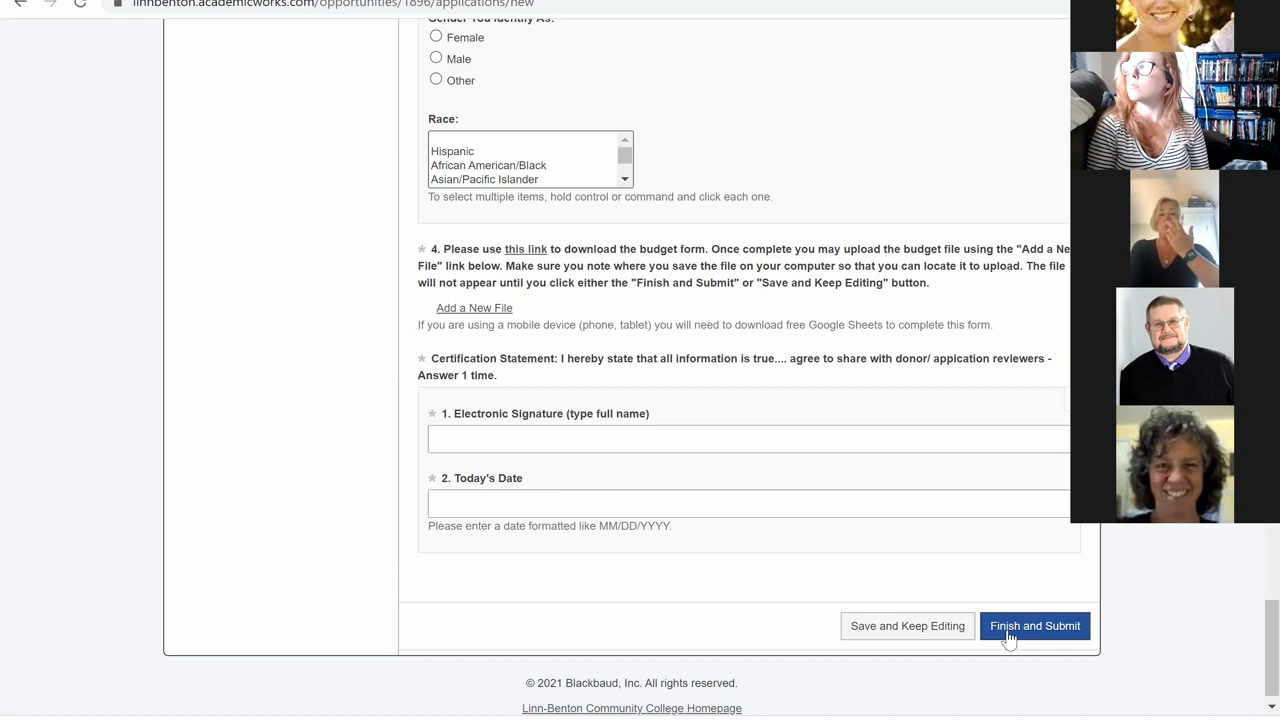 linnbenton.academicworks.com/opportunities/1896/applications/new
Gender You Identify As:
Female
Male
Other
Race:
Hispanic
African American/Black
Asian/Pacific Islander
To select multiple items, hold control or command and click each one.
* 4. Please use this link to download the budget form. Once complete you may upload the budget file using the "Add a Ne
File" link below. Make sure you note where you save the file on your computer so that you can locate it to upload. The file
will not appear until you click either the "Finish and Submit" or "Save and Keep Editing" button.
Add a New File
If you are using a mobile device (phone, tablet) you will need to download free Google Sheets to complete this form.
* Certification Statement: I hereby state that all information is true.... agree to share with donor/ appication reviewers -
Answer 1 time.
* 1. Electronic Signature (type full name)
* 2. Today's Date
Please enter a date formatted like MM/DD/YYYY.
Save and Keep Editing
Finish and Submit
© 2021 Blackbaud, Inc. All rights reserved.
Linn-Benton Community College Homepage